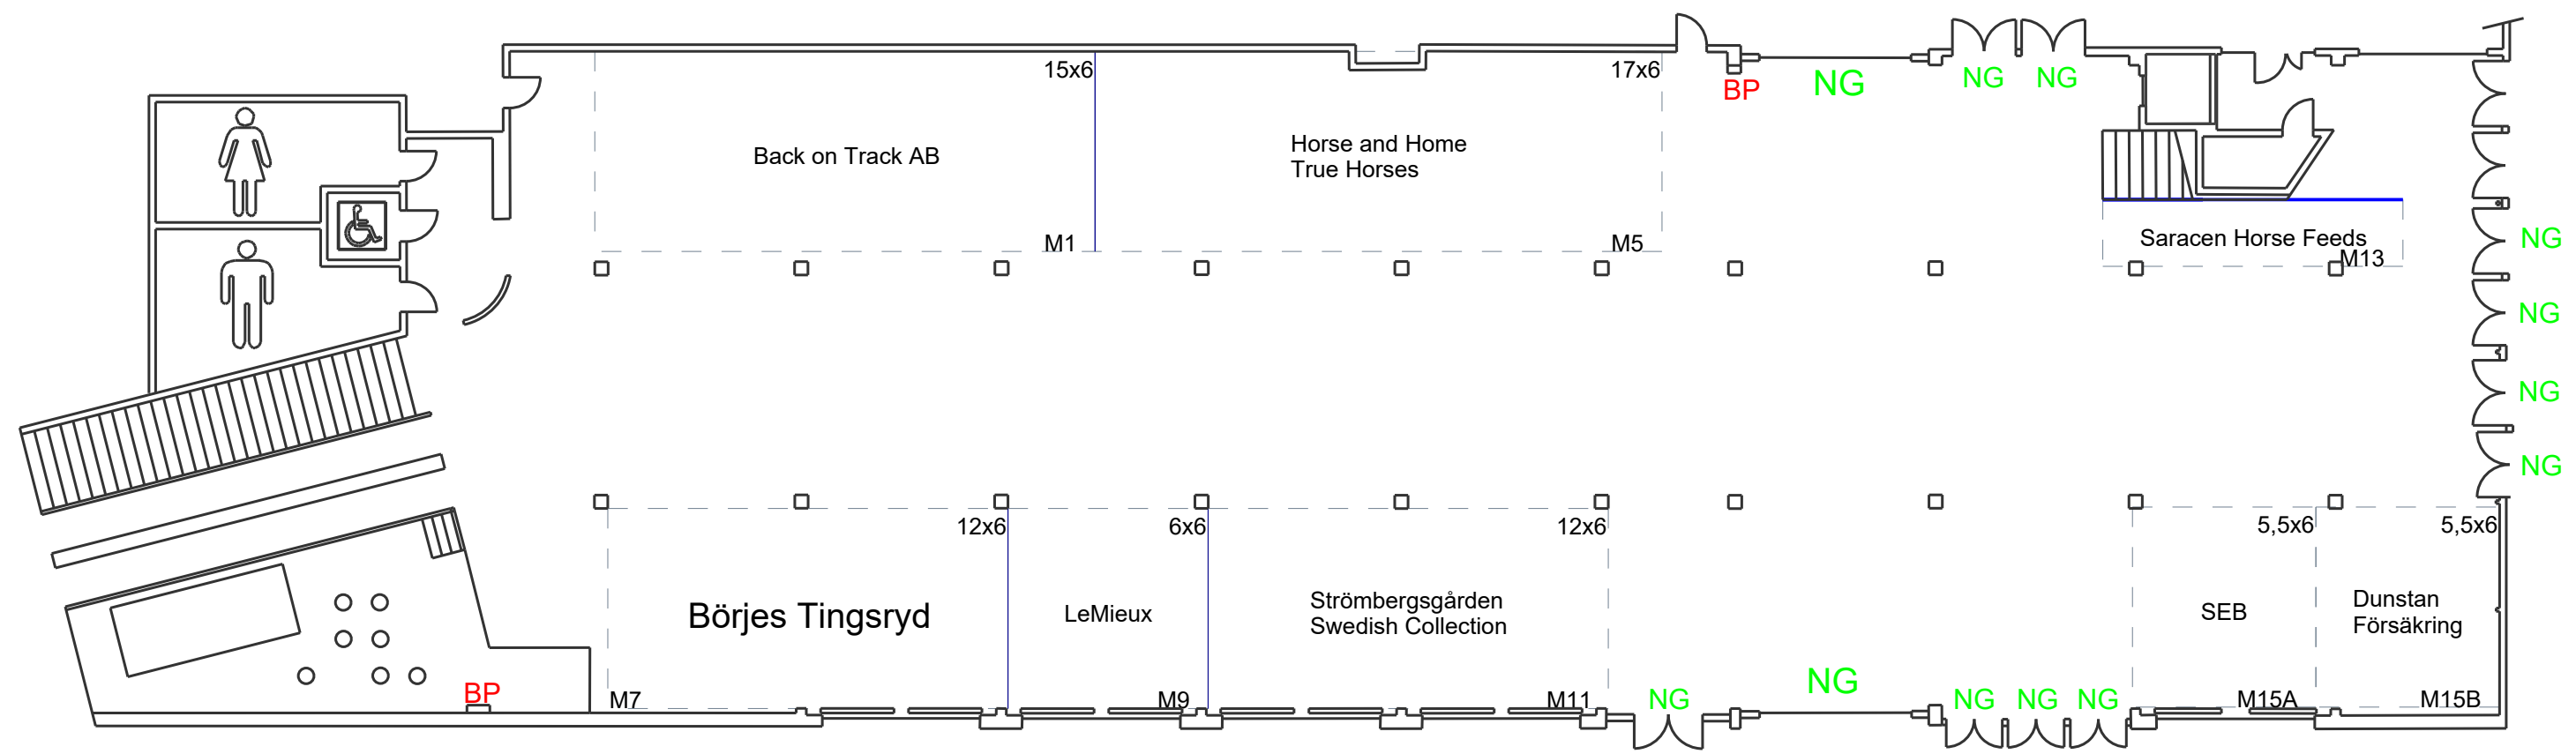 15x6
17x6
BP
NG
NG
NG
Back on Track AB
Horse and Home
True Horses
M1
M5
Saracen Horse Feeds
M13
NG
NG
NG
NG
12x6
6x6
12x6
5,5x6
5,5x6
Börjes Tingsryd
LeMieux
Strömbergsgården
Swedish Collection
SEB
Dunstan
Försäkring
BP
M7
M9
M11
NG
NG
NG
NG
NG
M15A
M15B